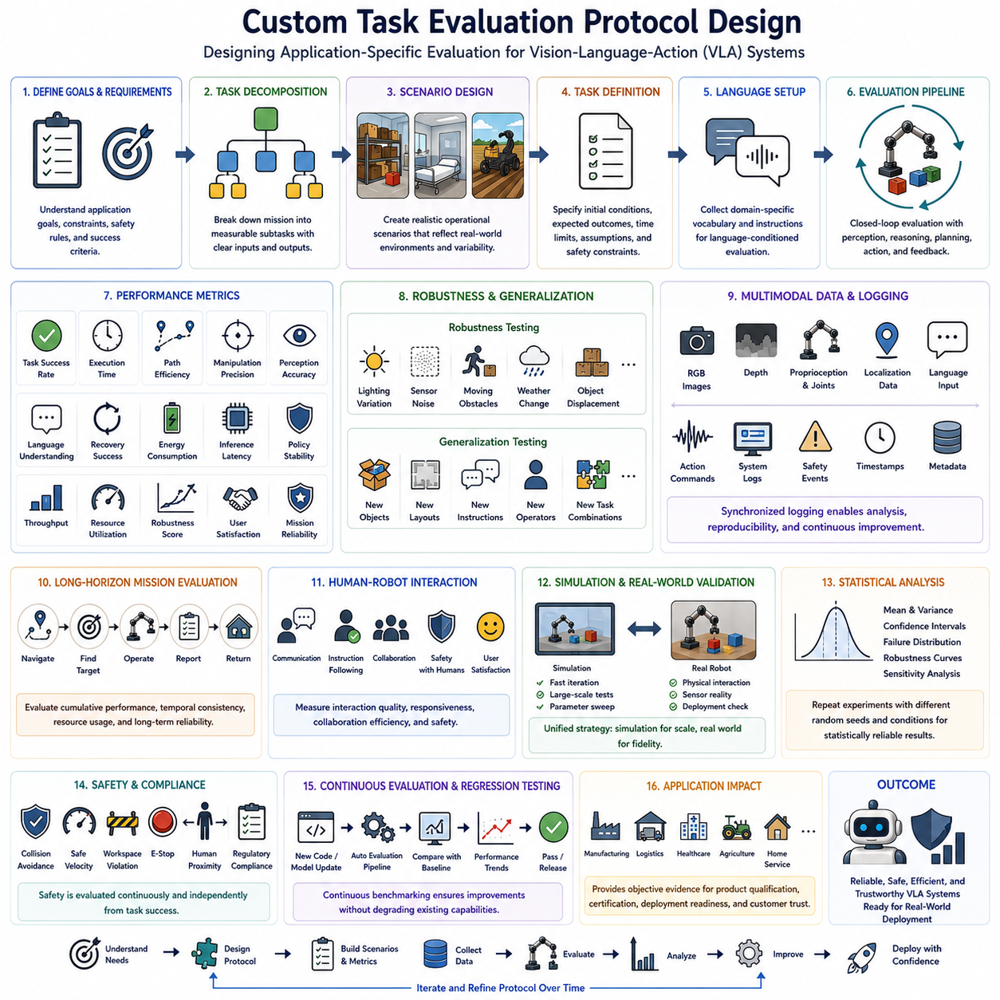 Custom Task Evaluation Protocol Design
Designing Application-Specific Evaluation for Vision-Language-Action (VLA) Systems
1. DEFINE GOALS & REQUIREMENTS
Understand application
goals, constraints, safety
rules, and success
criteria.
2. TASK DECOMPOSITION
Break down mission into
measurable subtasks with
clear inputs and outputs.
3. SCENARIO DESIGN
Create realistic operational
scenarios that reflect real-world
environments and variability.
4. TASK DEFINITION
Specify initial conditions,
expected outcomes, time
limits, assumptions, and
safety constraints.
5. LANGUAGE SETUP
Collect domain-specific
vocabulary and instructions
for language-conditioned
evaluation.
6. EVALUATION PIPELINE
Closed-loop evaluation with
perception, reasoning, planning,
action, and feedback.
7. PERFORMANCE METRICS
Task Success
Rate
Execution
Time
Path
Efficiency
Manipulation
Precision
Perception
Accuracy
Language
Understanding
Recovery
Success
Energy
Consumption
Inference
Latency
Policy
Stability
Throughput
Resource
Utilization
Robustness
Score
User
Satisfaction
Mission
Reliability
8. ROBUSTNESS & GENERALIZATION
Robustness Testing
Lighting
Variation
Sensor
Noise
Moving
Obstacles
Weather
Change
Object
Displacement
...
Generalization Testing
New
Objects
New
Layouts
New
Instructions
New
Operators
New Task
Combinations
...
9. MULTIMODAL DATA & LOGGING
RGB
Images
Depth
Proprioception
& Joints
Localization
Data
Language
Input
Action
Commands
System
Logs
Safety
Events
Timestamps
Metadata
Synchronized logging enables analysis,
reproducibility, and continuous improvement.
10. LONG-HORIZON MISSION EVALUATION
Navigate
Find
Target
Operate
Report
Return
Evaluate cumulative performance, temporal consistency,
resource usage, and long-term reliability.
11. HUMAN-ROBOT INTERACTION
Communication
Instruction
Following
Collaboration
Safety
with Humans
User
Satisfaction
Measure interaction quality, responsiveness,
collaboration efficiency, and safety.
12. SIMULATION & REAL-WORLD VALIDATION
Simulation
Fast iteration
Large-scale tests
Parameter sweep
Real Robot
Physical interaction
Sensor reality
Deployment check
Unified strategy: simulation for scale, real world
for fidelity.
13. STATISTICAL ANALYSIS
Mean & Variance
Confidence Intervals
Failure Distribution
Robustness Curves
Sensitivity Analysis
Repeat experiments with different
random seeds and conditions for
statistically reliable results.
14. SAFETY & COMPLIANCE
Collision
Avoidance
Safe
Velocity
Workspace
Violation
E-Stop
Human
Proximity
Regulatory
Compliance
Safety is evaluated continuously and independently
from task success.
15. CONTINUOUS EVALUATION & REGRESSION TESTING
New Code /
Model Update
Auto Evaluation
Pipeline
Compare with
Baseline
Performance
Trends
Pass /
Release
Continuous benchmarking ensures improvements
without degrading existing capabilities.
16. APPLICATION IMPACT
Manufacturing
Logistics
Healthcare
Agriculture
Home
Service
...
Provides objective evidence for product qualification,
certification, deployment readiness, and customer trust.
OUTCOME
Reliable, Safe, Efficient, and
Trustworthy VLA Systems
Ready for Real-World
Deployment
Understand
Needs
Design
Protocol
Build Scenarios
& Metrics
Collect
Data
Evaluate
Analyze
Improve
Deploy with
Confidence
Iterate and Refine Protocol Over Time